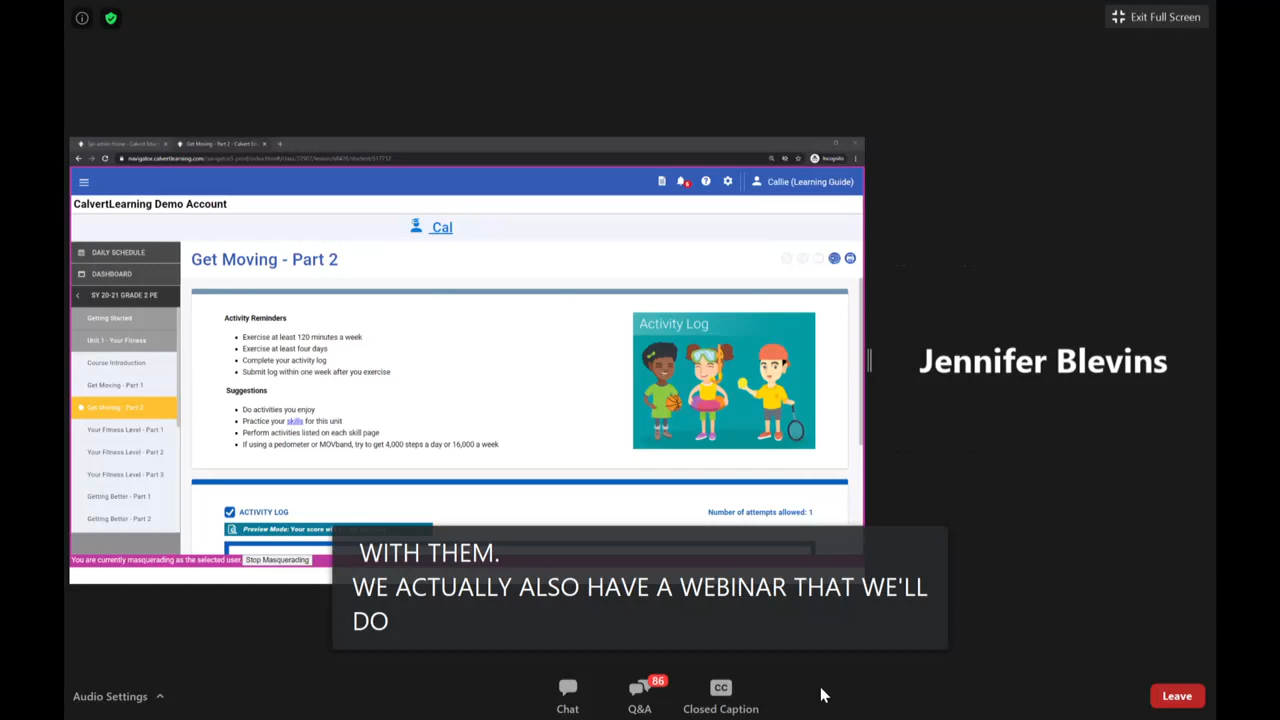 Exit Full Screen
Get Moving - Part 2 - Calvert Ed
Incognito
Callie (Learning Guide)
CalvertLearning Demo Account
Cal
DAILY SCHEDULE
DASHBOARD
SY 20-21 GRADE 2 PE
Getting Started
Unit 1 - Your Fitness
Course Introduction
Get Moving - Part 1
Get Moving - Part 2
Your Fitness Level - Part 1
Your Fitness Level - Part 2
Your Fitness Level - Part 3
Getting Better - Part 1
Getting Better - Part 2
Get Moving - Part 2
Activity Reminders
• Exercise at least 120 minutes a week
• Exercise at least four days
• Complete your activity log
• Submit log within one week after you exercise
Suggestions
• Do activities you enjoy
• Practice your skills for this unit
• Perform activities listed on each skill page
• If using a pedometer or MOVband, try to get 4,000 steps a day or 16,000 a week
Activity Log
ACTIVITY LOG
Number of attempts allowed: 1
Preview Mode: Your score wi
You are currently masquerading as the selected user.
Stop Masquerading
Jennifer Blevins
WITH THEM.
WE ACTUALLY ALSO HAVE A WEBINAR THAT WE'LL
DO
Audio Settings
Chat
86
Q&A
CC
Closed Caption
Leave